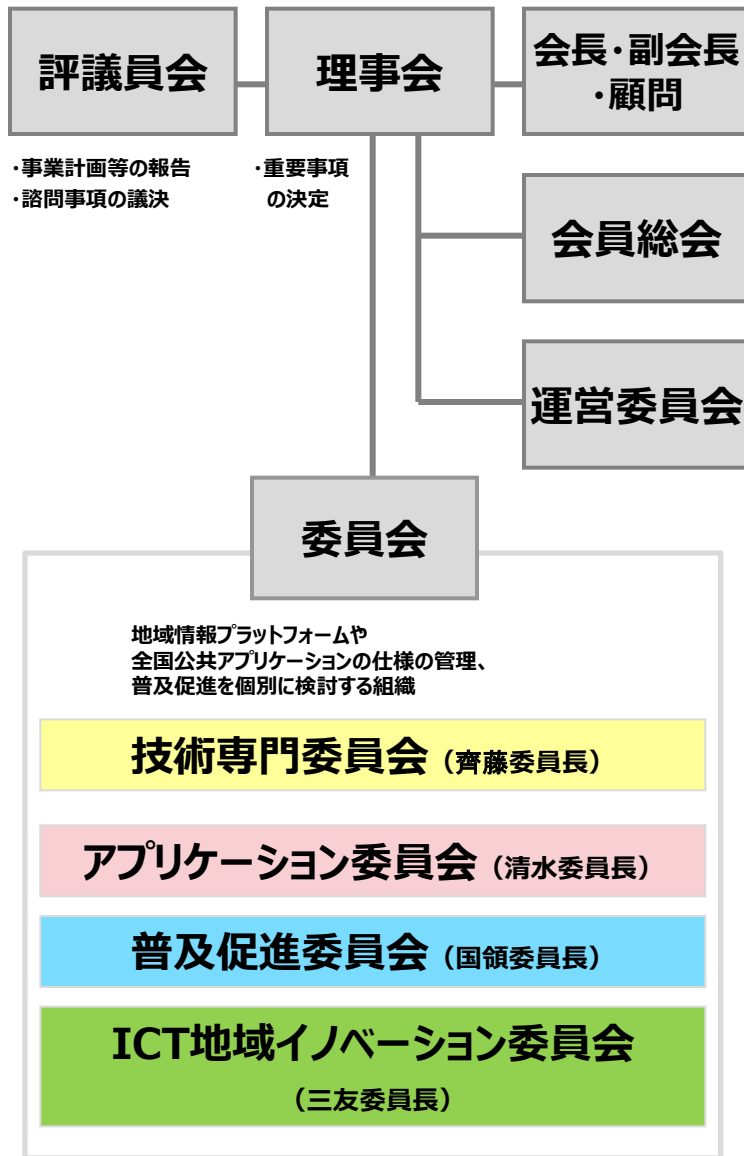 評議員会
理事会
会長・副会長
・顧問
・事業計画等の報告
・諮問事項の議決
・重要事項
の決定
会員総会
運営委員会
委員会
地域情報プラットフォームや
全国公共アプリケーションの仕様の管理、
普及促進を個別に検討する組織
技術専門委員会（齊藤委員長）
アプリケーション委員会（清水委員長）
普及促進委員会（国領委員長）
ICT地域イノベーション委員会
（三友委員長）